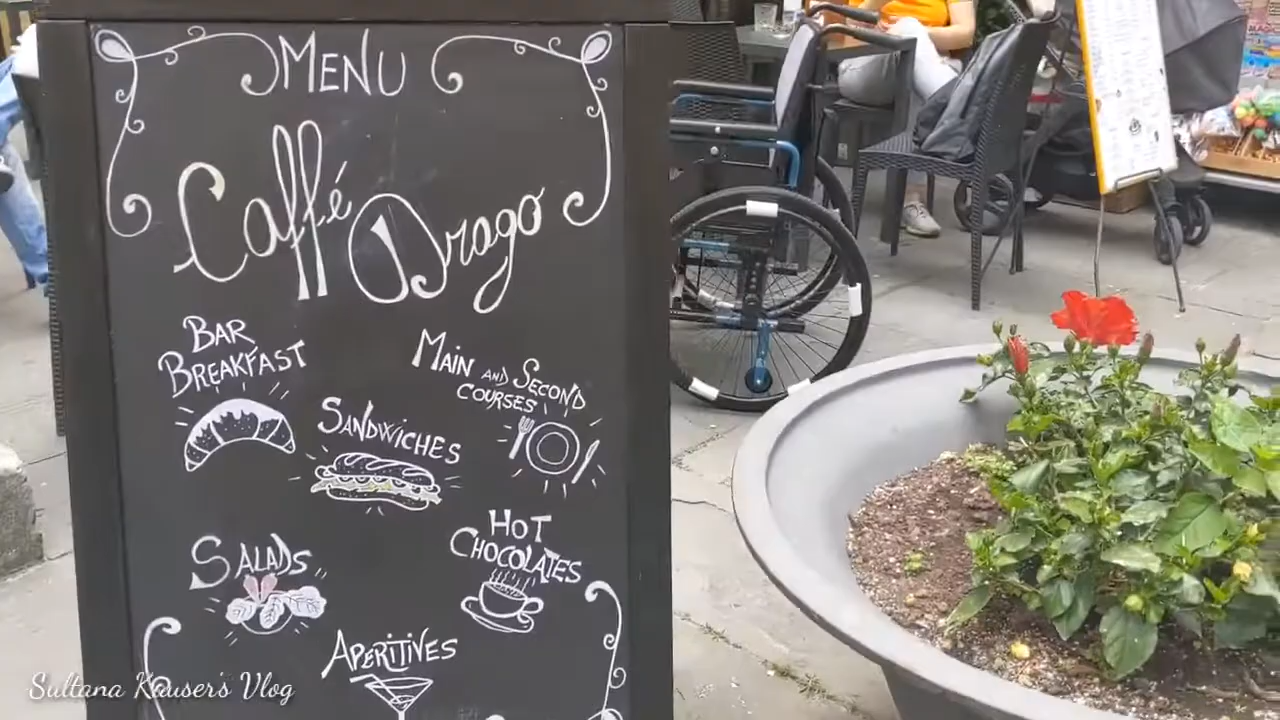 MENU
Caffé Drago
BAR
BREAKFAST
MAIN AND SECOND
COURSES
SANDWICHES
SALADS
HOT
CHOCOLATES
APERITIVES
Sultana Kauser's Vlog